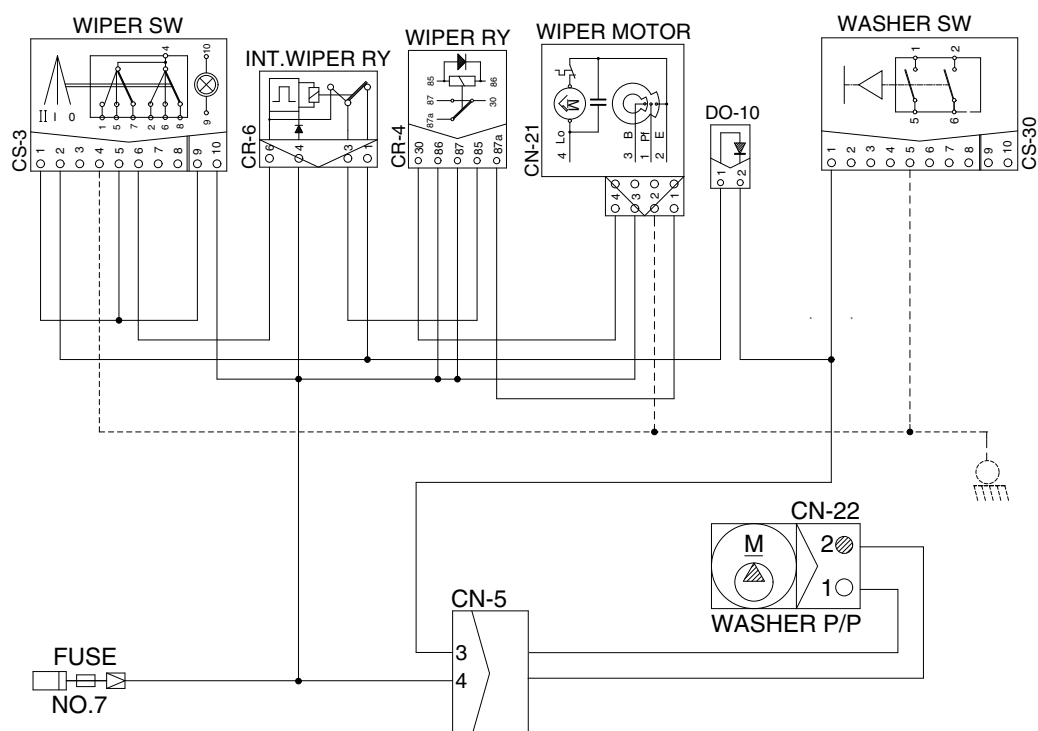 WIPER SW
INT.WIPER RY
WIPER RY
WIPER MOTOR
DO-10
WASHER SW
4
10
II I 0
1 5 7 2 6 8
9
CS-3
1 2 3 4 5 6 7 8 9 10
CR-6
6 4 3 1
85 86
87 30
87a
CR-4
30 86 87 85 87a
M
4 Lo
3 B
1 Pf
2 E
CN-21
4 3 2 1
1 2
1 2
5 6
1 2 3 4 5 6 7 8 9 10
CS-30
CN-22
M
2
1
WASHER P/P
CN-5
3
4
FUSE
NO.7